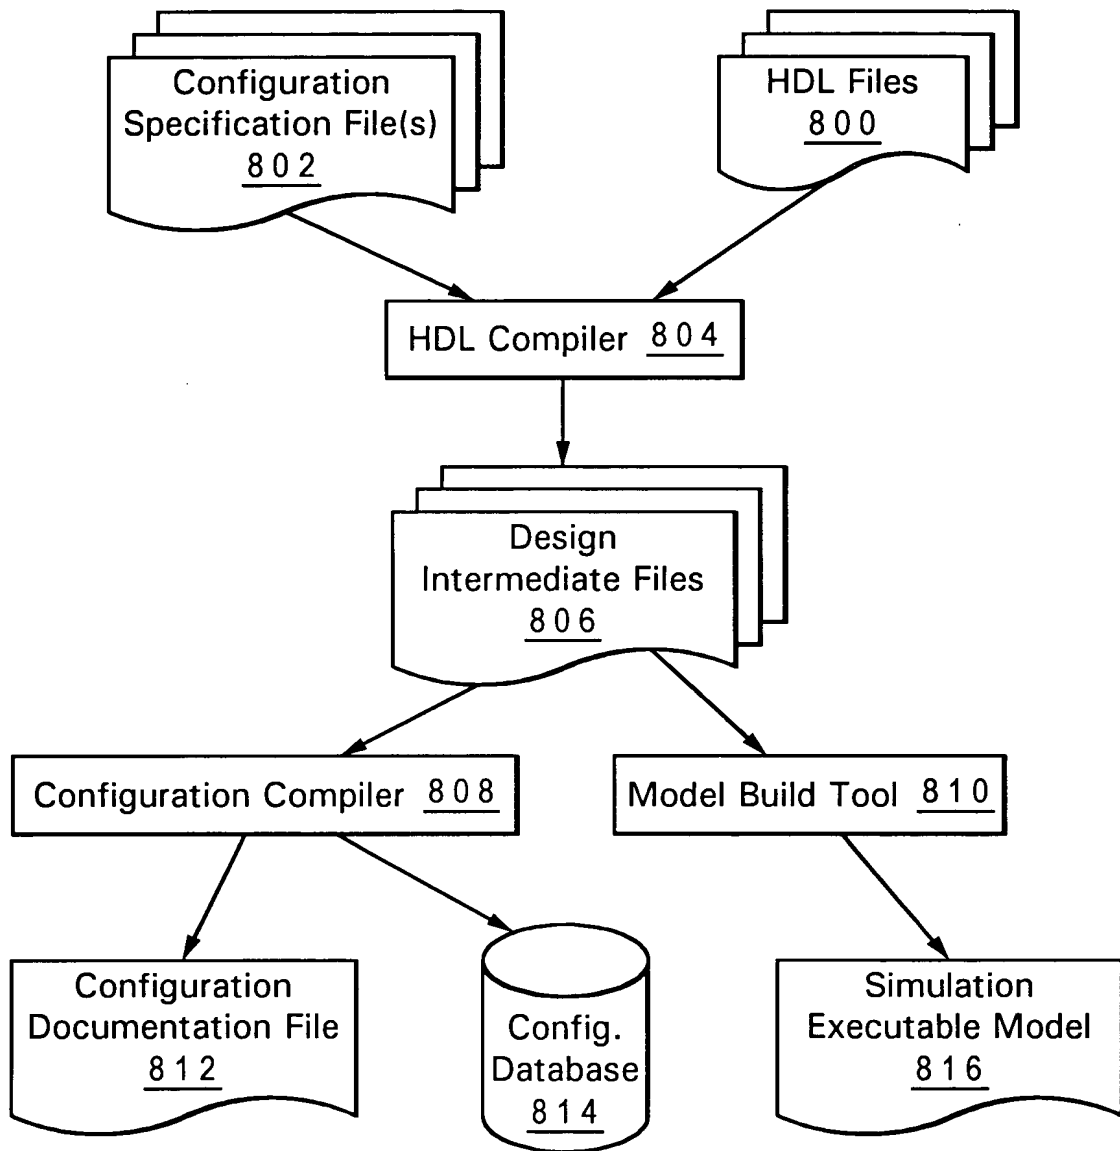 Configuration
Specification File(s)
802
HDL Files
800
HDL Compiler 804
Design
Intermediate Files
806
Configuration Compiler 808
Model Build Tool 810
Configuration
Documentation File
812
Config.
Database
814
Simulation
Executable Model
816